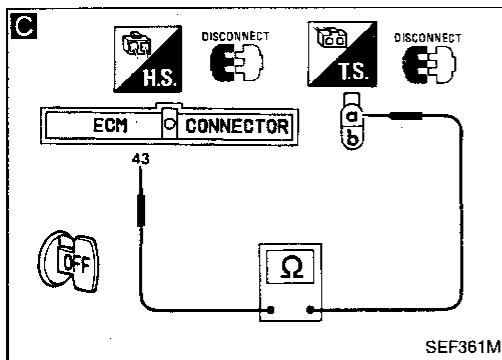 C
DISCONNECT
DISCONNECT
H.S.
T.S.
ECM CONNECTOR
a
b
43
OFF
Ω
SEF361M